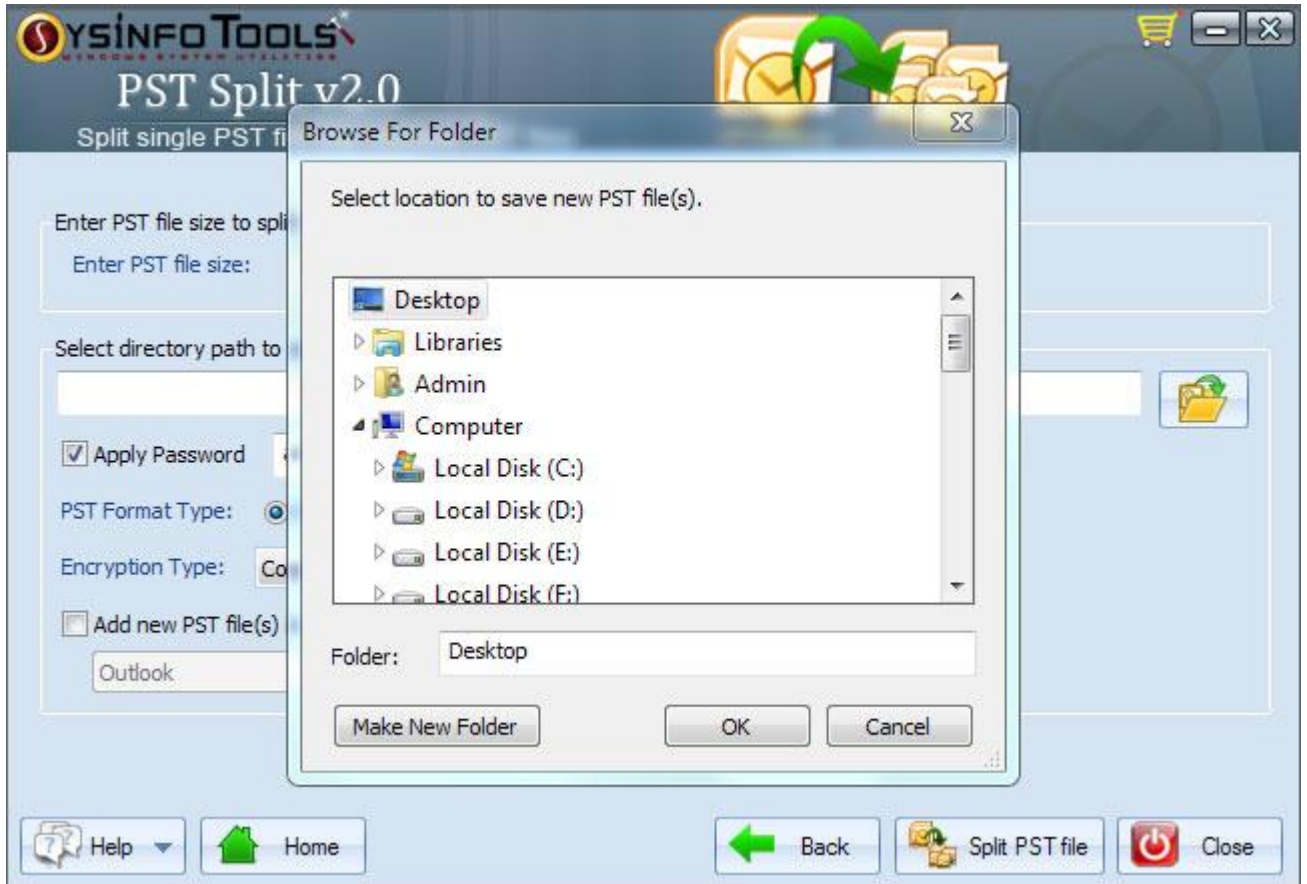 SYSINFO TOOLS
WINDOWS SYSTEM UTILITIES
PST Split v2.0
Split single PST fi
Browse For Folder
Select location to save new PST file(s).
Enter PST file size to spli
Enter PST file size:
Desktop
Libraries
Select directory path to
Admin
Computer
Apply Password
Local Disk (C:)
PST Format Type:
Local Disk (D:)
Encryption Type:
Co
Local Disk (E:)
Local Disk (F:)
Add new PST file(s)
Folder:
Desktop
Outlook
Make New Folder
OK
Cancel
Help
Home
Back
Split PST file
Close